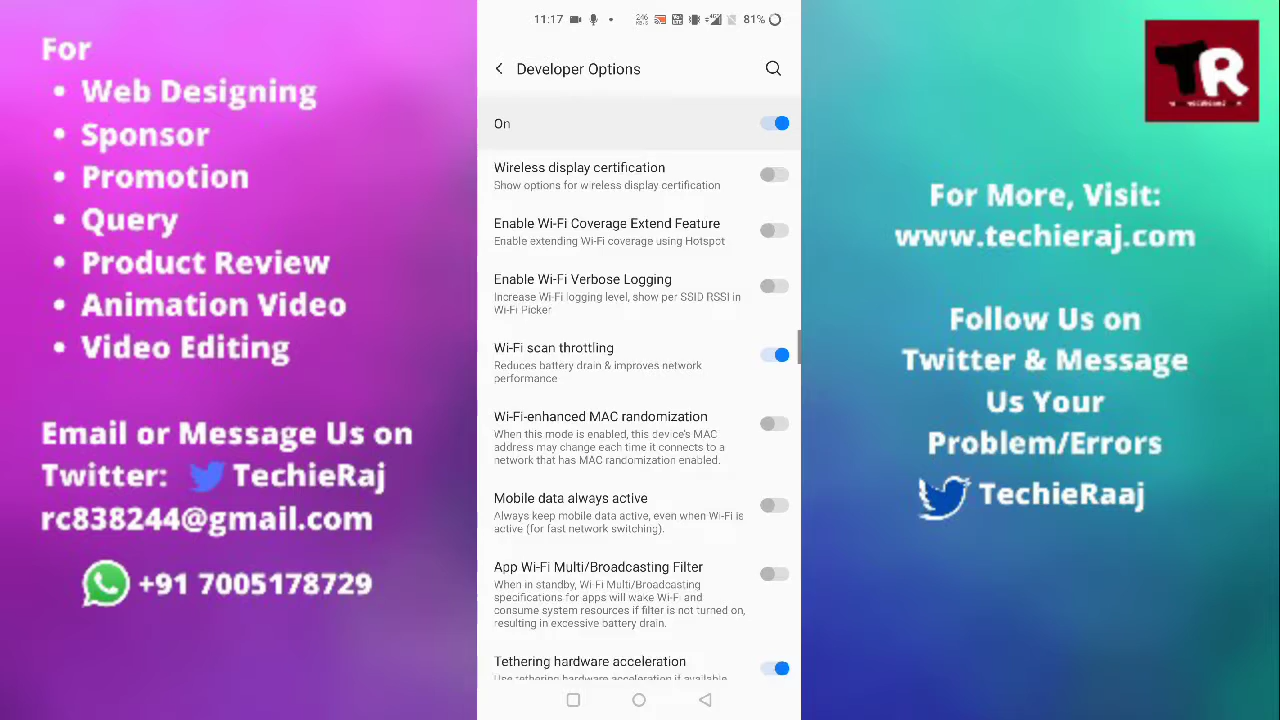 For
Web Designing
Sponsor
Promotion
Query
Product Review
Animation Video
Video Editing
Email or Message Us on
Twitter: TechieRaj
rc838244@gmail.com
+91 7005178729
11:17
81%
Developer Options
On
Wireless display certification
Show options for w reless display certification
Enable Wi-Fi Coverage Extend Feature
Enable extending Wi-Fi coverage using Hotspot
Enable Wi-Fi Verbose Logging
Increase Wi-Fi logging level, show per SSID RSSI in
Wi-Fi Picker
Wi-Fi scan throttling
Reduces battery drain & improves network
performance
Wi-Fi-enhanced MAC randomization
When this mode is enabled, this device's MAC
address may change each time it connects to a
network that has MAC randomization enabled.
Mobile data always active
Always keep mobile data active, even when Wi-Fi is
active (for fast network switching).
App Wi-Fi Multi/Broadcasting Filter
When in standby, Wi-Fi Multi/Broadcasting
specifications for apps will wake Wi-Fi and
consume system resources if filter is not turned on,
resulting in excessive battery drain.
Tethering hardware acceleration
Use tethering hardware acceleration if available
TR
For More, Visit:
www.techieraj.com
Follow Us on
Twitter & Message
Us Your
Problem/Errors
TechieRaaj